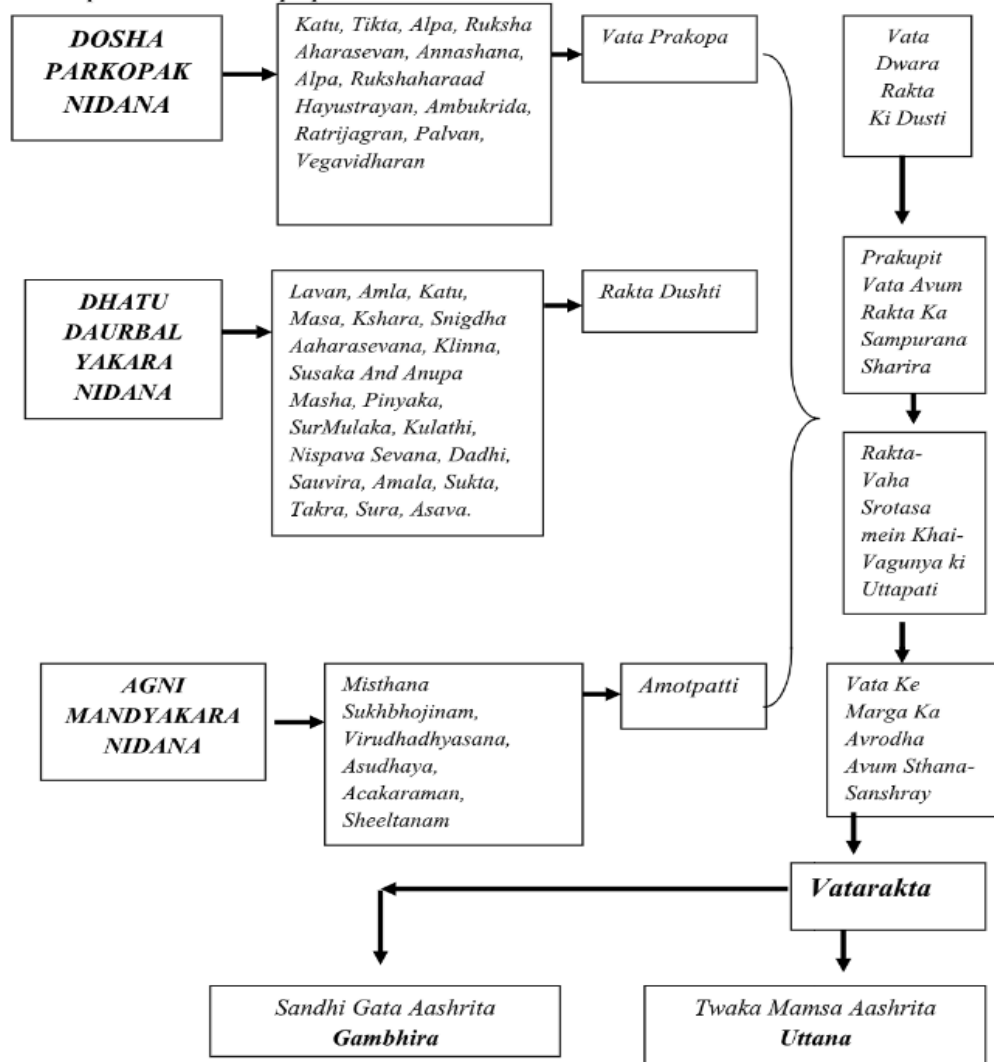 DOSHA
PARKOPAK
NIDANA
Katu, Tikta, Alpa, Ruksha
Aharasevan, Annashana,
Alpa, Rukshaharaad
Hayustrayan, Ambukrida,
Ratrijagran, Palvan,
Vegavidharan
Vata Prakopa
Vata
Dwara
Rakta
Ki Dusti
DHATU
DAURBAL
YAKARA
NIDANA
Lavan, Amla, Katu,
Masa, Kshara, Snigdha
Aaharasevana, Klinna,
Susaka And Anupa
Masha, Pinyaka,
SurMulaka, Kulathi,
Nispava Sevana, Dadhi,
Sauvira, Amala, Sukta,
Takra, Sura, Asava.
Rakta Dushti
Prakupit
Vata Avum
Rakta Ka
Sampurana
Sharira
Rakta-
Vaha
Srotasa
mein Khai-
Vagunya ki
Uttapati
AGNI
MANDYAKARA
NIDANA
Misthana
Sukhbhojinam,
Virudhadhyasana,
Asudhaya,
Acakaraman,
Sheeltanam
Amotpatti
Vata Ke
Marga Ka
Avrodha
Avum Sthana-
Sanshray
Vatarakta
Sandhi Gata Aashrita
Gambhira
Twaka Mamsa Aashrita
Uttana